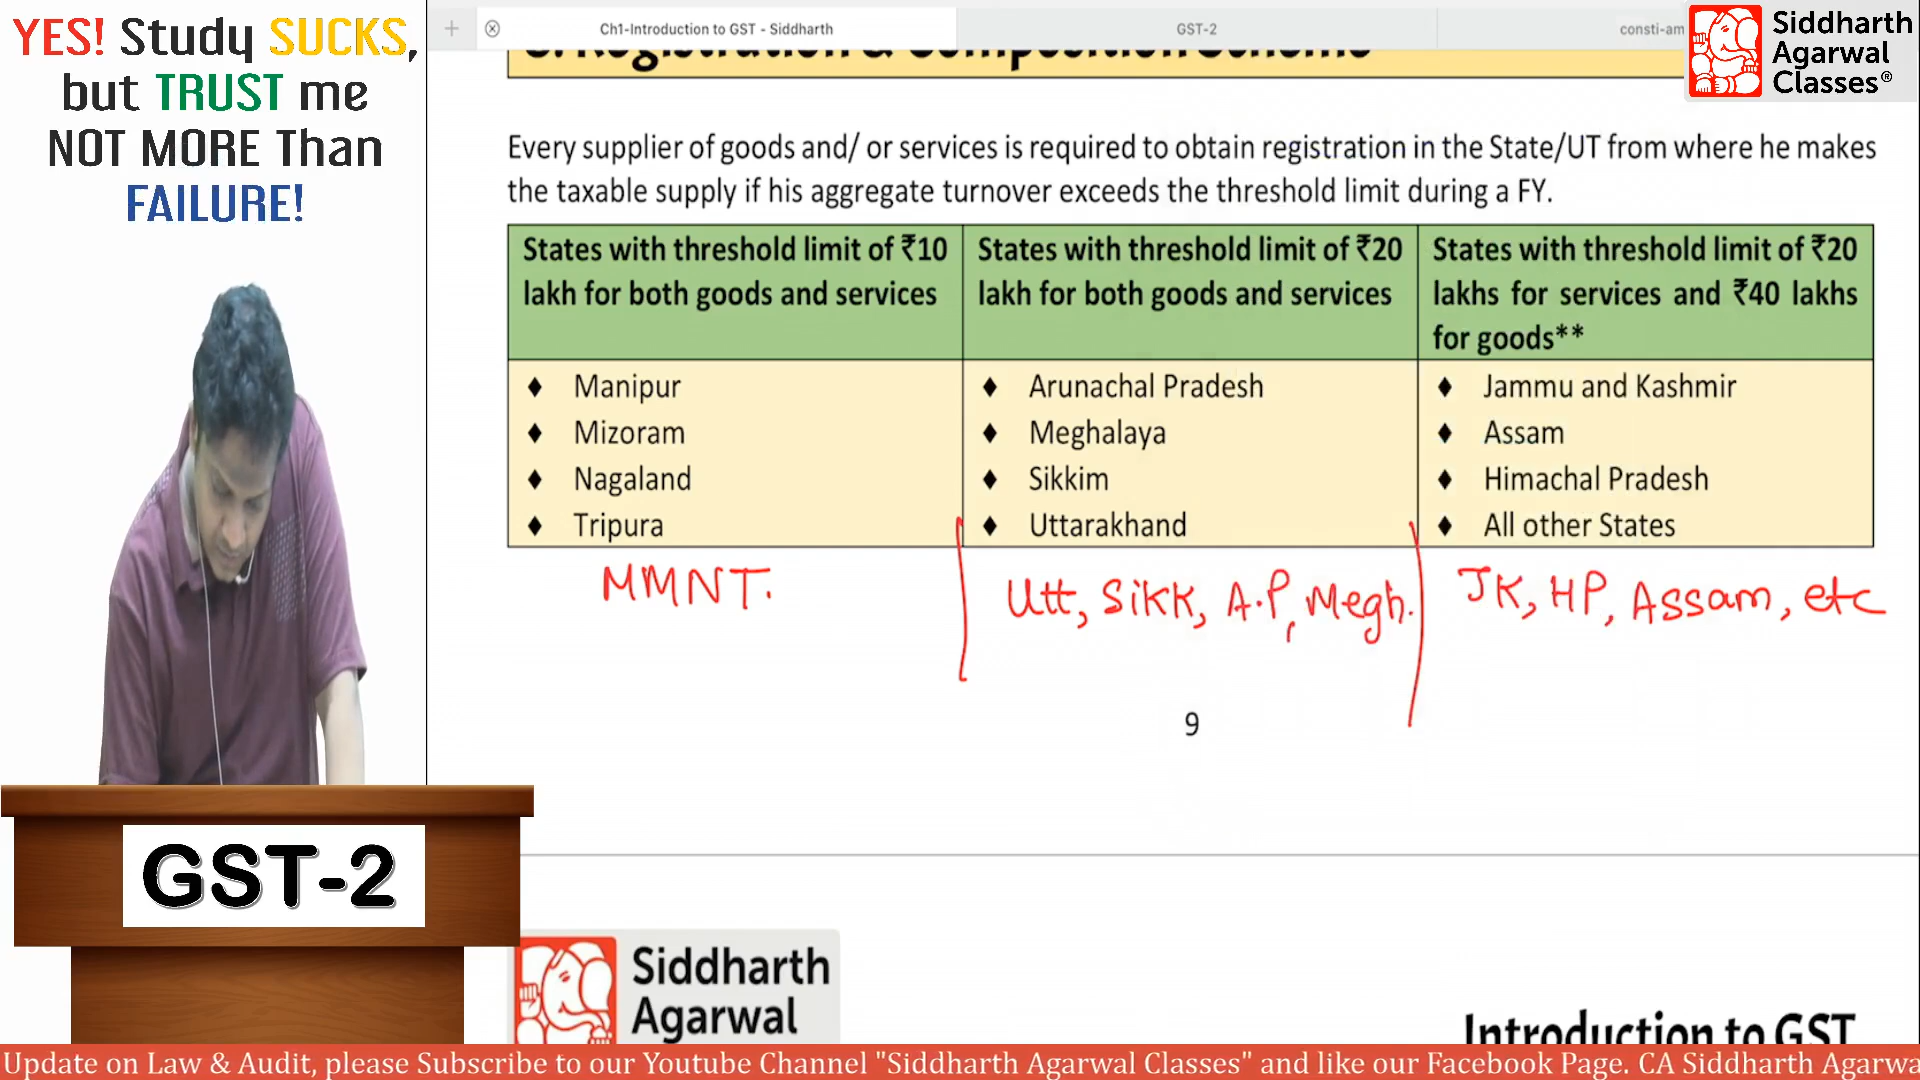 YES! Study SUCKS,
but TRUST me
NOT MORE Than
FAILURE!
Ch1-Introduction to GST - Siddharth
GST-2
consti-am
Siddharth
Agarwal
Classes®
Registration & Composition Scheme
Every supplier of goods and/ or services is required to obtain registration in the State/UT from where he makes
the taxable supply if his aggregate turnover exceeds the threshold limit during a FY.
States with threshold limit of ₹10
lakh for both goods and services
States with threshold limit of ₹20
lakh for both goods and services
States with threshold limit of ₹20
lakhs for services and ₹40 lakhs
for goods**
♦ Manipur
♦ Mizoram
♦ Nagaland
♦ Tripura
♦ Arunachal Pradesh
♦ Meghalaya
♦ Sikkim
♦ Uttarakhand
♦ Jammu and Kashmir
♦ Assam
♦ Himachal Pradesh
♦ All other States
MMNT.
Utt, Sikk, A.P, Megh.
JK, HP, Assam, etc
9
GST-2
Siddharth
Agarwal
Introduction to GST
Update on Law & Audit, please Subscribe to our Youtube Channel "Siddharth Agarwal Classes" and like our Facebook Page. CA Siddharth Agarwa